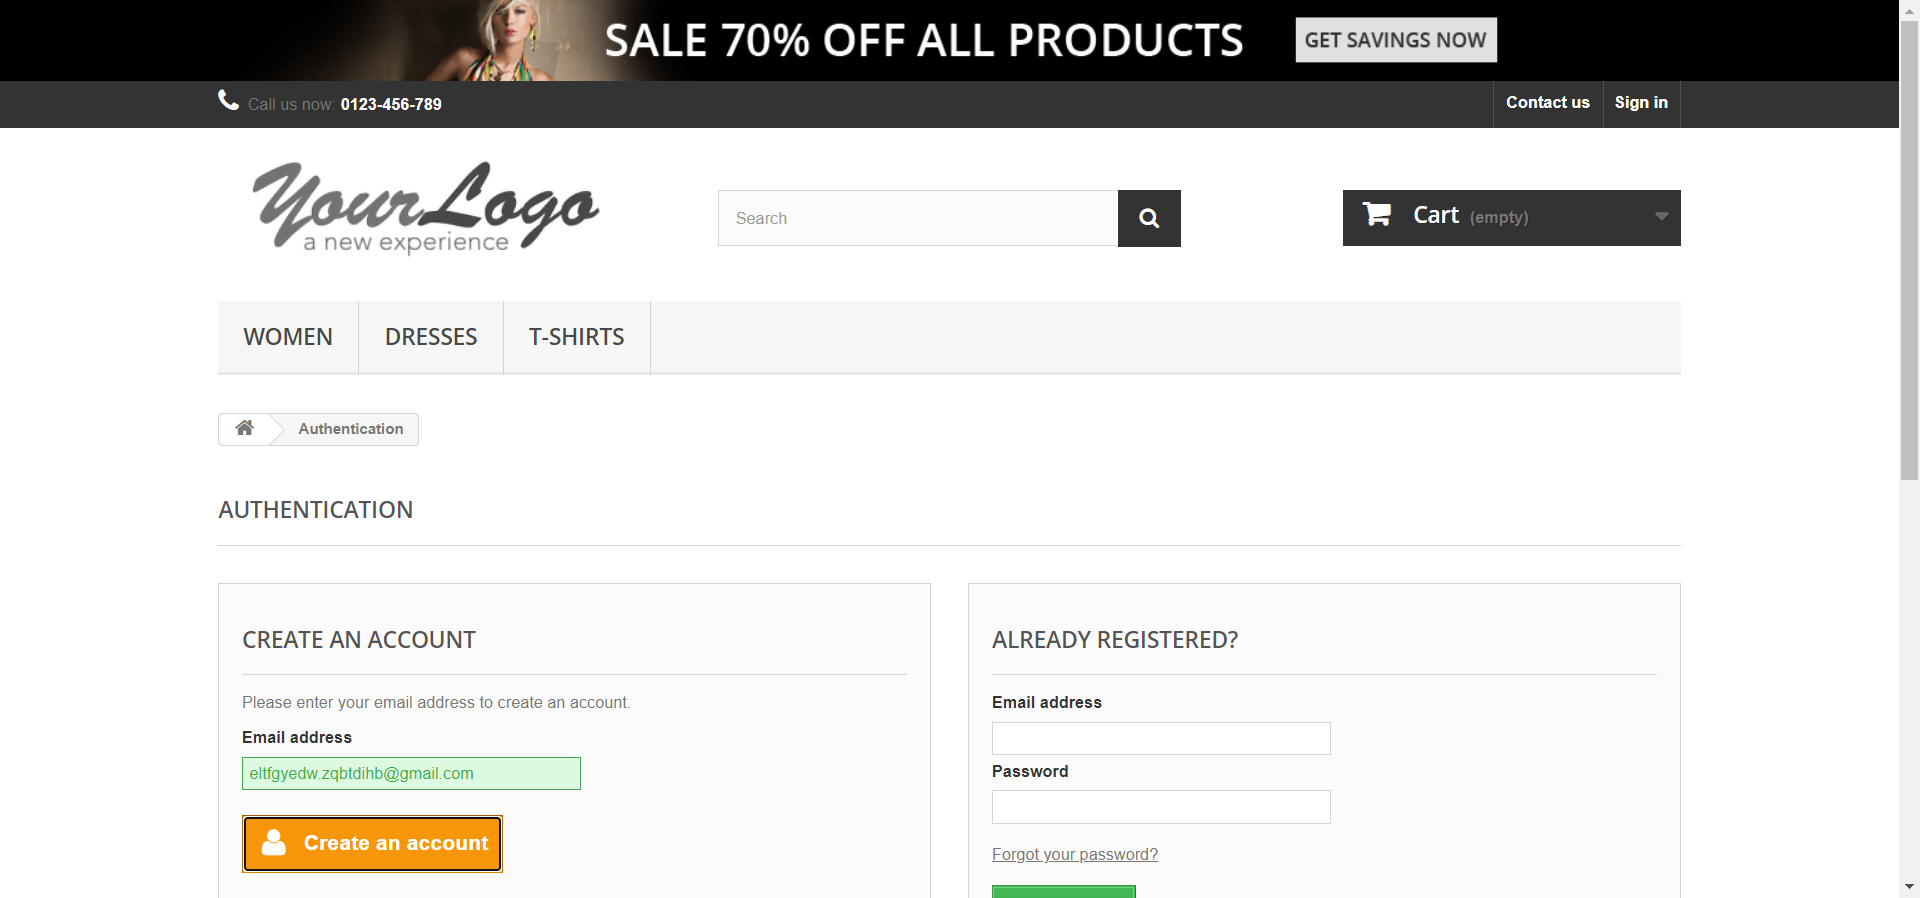 SALE 70% OFF ALL PRODUCTS GET SAVINGS NOW
Call us now: 0123-456-789 Contact us Sign in
YourLogo
a new experience
Search
Cart (empty)
WOMEN DRESSES T-SHIRTS
Authentication
AUTHENTICATION
CREATE AN ACCOUNT
Please enter your email address to create an account.
Email address
eltfgyedw.zqbtdihb@gmail.com
Create an account
ALREADY REGISTERED?
Email address
Password
Forgot your password?